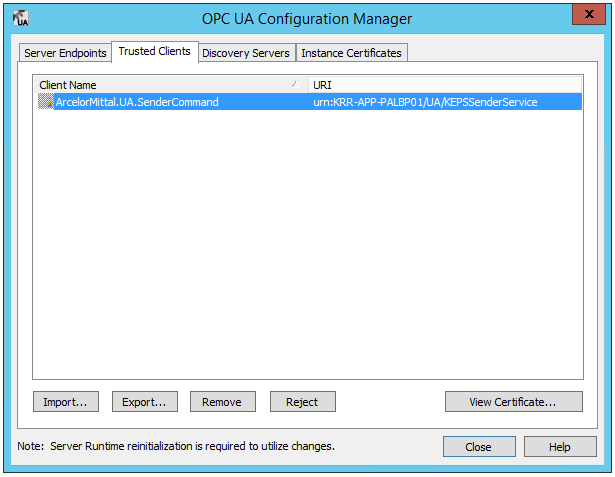 UA
OPC UA Configuration Manager
x
Server Endpoints Trusted Clients Discovery Servers Instance Certificates
Client Name URI
ArcelorMittal.UA.SenderCommand urn:KRR-APP-PALBP01/UA/KEPSSenderService
Import... Export... Remove Reject View Certificate...
Note: Server Runtime reinitialization is required to utilize changes. Close Help